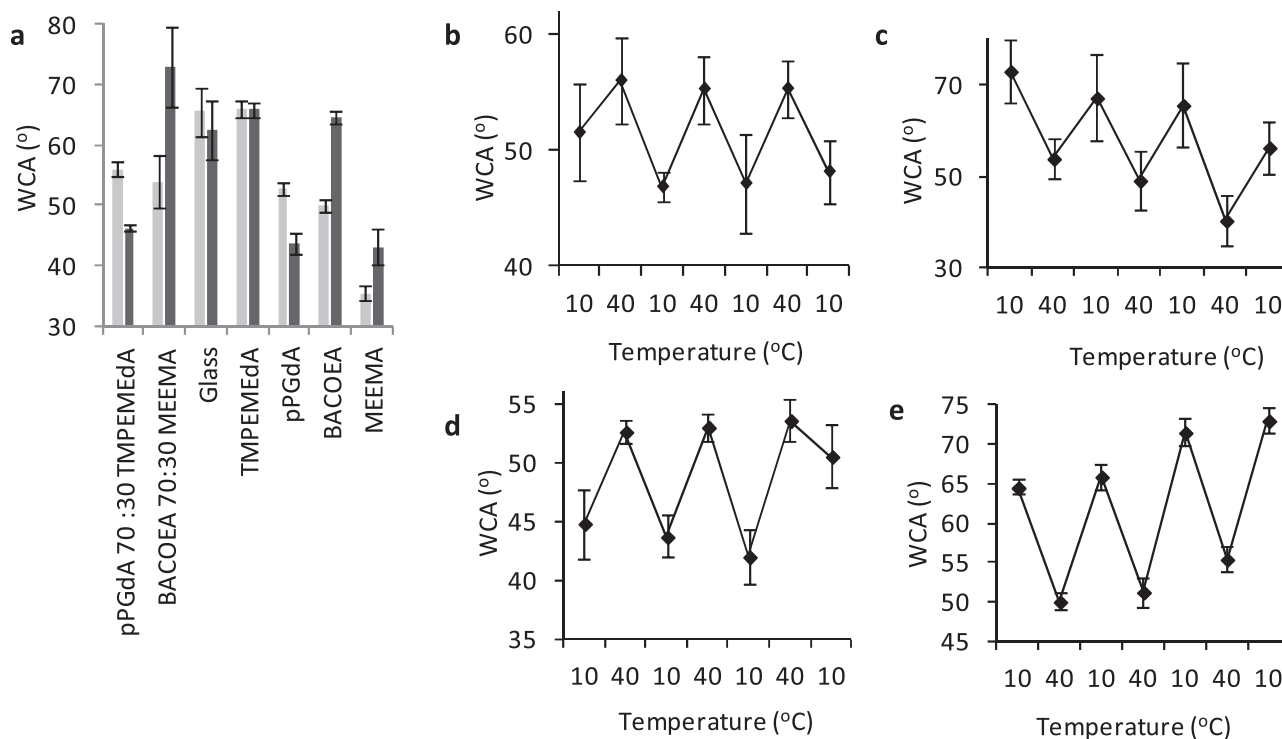 a
WCA (°)
80
70
60
50
40
30
pPGdA 70 :30 TMPEMEdA
BACOEA 70:30 MEEMA
Glass
TMPEMEdA
pPGdA
BACOEA
MEEMA
b
WCA (°)
60
50
40
10 40 10 40 10 40 10
Temperature (°C)
c
WCA (°)
70
50
30
10 40 10 40 10 40 10
Temperature (°C)
d
WCA (°)
55
50
45
40
35
10 40 10 40 10 40 10
Temperature (°C)
e
WCA (°)
75
70
65
60
55
50
45
10 40 10 40 10 40 10
Temperature (°C)